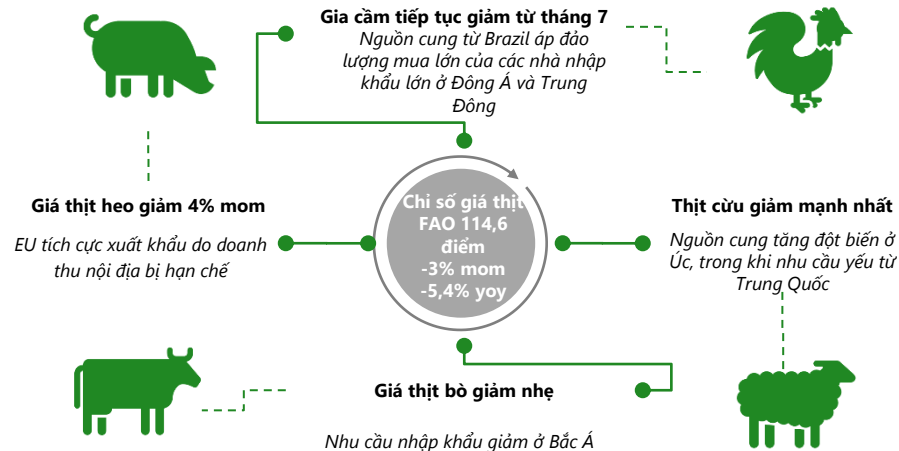 Gia cầm tiếp tục giảm từ tháng 7
Nguồn cung từ Brazil áp đảo
lượng mua lớn của các nhà nhập
khẩu lớn ở Đông Á và Trung
Đông
Giá thịt heo giảm 4% mom
EU tích cực xuất khẩu do doanh
thu nội địa bị hạn chế
Chỉ số giá thịt
FAO 114,6
điểm
-3% mom
-5,4% yoy
Thịt cừu giảm mạnh nhất
Nguồn cung tăng đột biến ở
Úc, trong khi nhu cầu yếu từ
Trung Quốc
Giá thịt bò giảm nhẹ
Nhu cầu nhập khẩu giảm ở Bắc Á